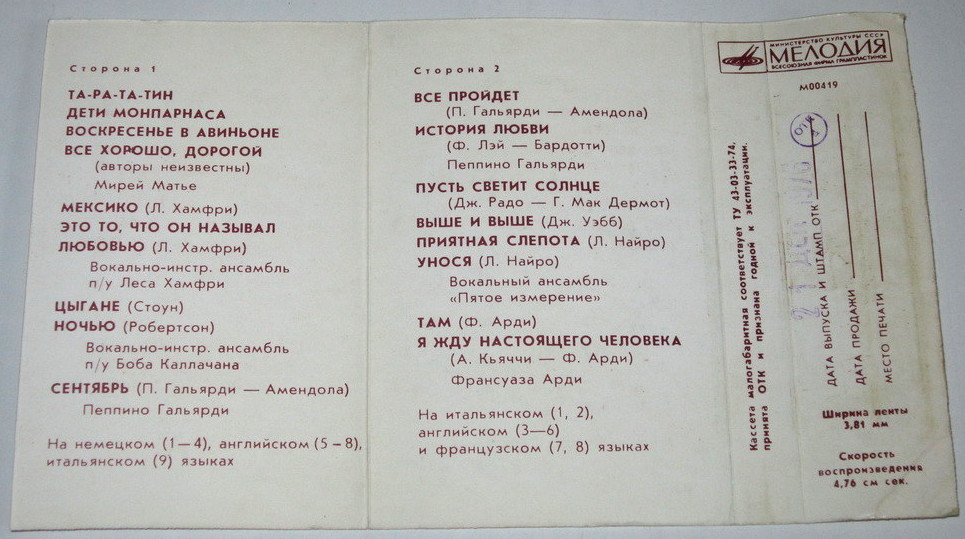 Сторона 1
ТА-РА-ТА-ТИН
ДЕТИ МОНПАРНАСА
ВОСКРЕСЕНЬЕ В АВИНЬОНЕ
ВСЕ ХОРОШО, ДОРОГОЙ
(авторы неизвестны)
Мирей Матье
МЕКСИКО (Л. Хамфри)
ЭТО ТО, ЧТО ОН НАЗЫВАЛ
ЛЮБОВЬЮ (Л. Хамфри)
Вокально-инстр. ансамбль
п/у Леса Хамфри
ЦЫГАНЕ (Стоун)
НОЧЬЮ (Робертсон)
Вокально-инстр. ансамбль
п/у Боба Каллачана
СЕНТЯБРЬ (П. Гальярди — Амендола)
Пеппино Гальярди
На немецком (1—4), английском (5—8),
итальянском (9) языках
Сторона 2
ВСЕ ПРОЙДЕТ
(П. Гальярди — Амендола)
ИСТОРИЯ ЛЮБВИ
(Ф. Лэй — Бардотти)
Пеппино Гальярди
ПУСТЬ СВЕТИТ СОЛНЦЕ
(Дж. Радо — Г. Мак Дермот)
ВЫШЕ И ВЫШЕ (Дж. Уэбб)
ПРИЯТНАЯ СЛЕПОТА (Л. Найро)
УНОСЯ (Л. Найро)
Вокальный ансамбль
«Пятое измерение»
ТАМ (Ф. Арди)
Я ЖДУ НАСТОЯЩЕГО ЧЕЛОВЕКА
(А. Кьяччи — Ф. Арди)
Франсуаза Арди
На итальянском (1, 2),
английском (3—6)
и французском (7, 8) языках
МИНИСТЕРСТВО КУЛЬТУРЫ СССР
МЕЛОДИЯ
ВСЕСОЮЗНАЯ ФИРМА ГРАМПЛАСТИНОК
М00419
Кассета малогабаритная соответствует ТУ 43-03-33-74,
принята ОТК и признана годной к эксплуатации.
ОТК
ДАТА ВЫПУСКА И ШТАМП ОТК
ДАТА ПРОДАЖИ
МЕСТО ПЕЧАТИ
Ширина ленты
3,81 мм
Скорость
воспроизведения
4,76 см сек.